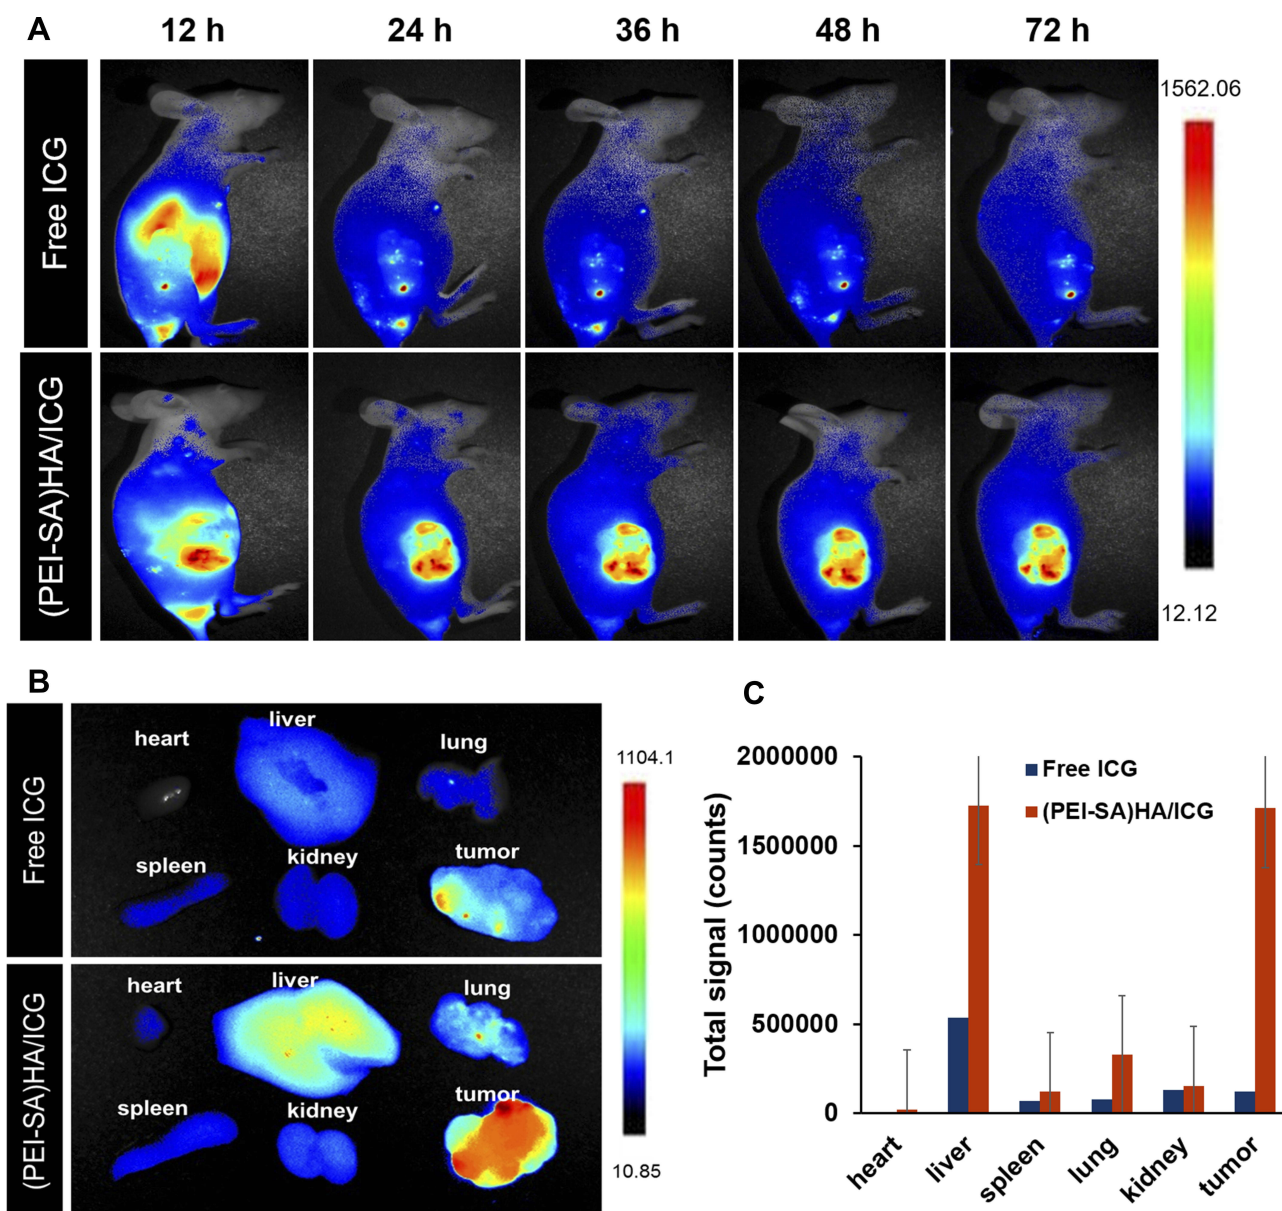 A
12 h 24 h 36 h 48 h 72 h
Free ICG
(PEI-SA)HA/ICG
1562.06
12.12
B
Free ICG
heart liver lung
spleen kidney tumor
(PEI-SA)HA/ICG
heart liver lung
spleen kidney tumor
1104.1
10.85
C
Total signal (counts)
2000000
1500000
1000000
500000
0
Free ICG
(PEI-SA)HA/ICG
heart liver spleen lung kidney tumor